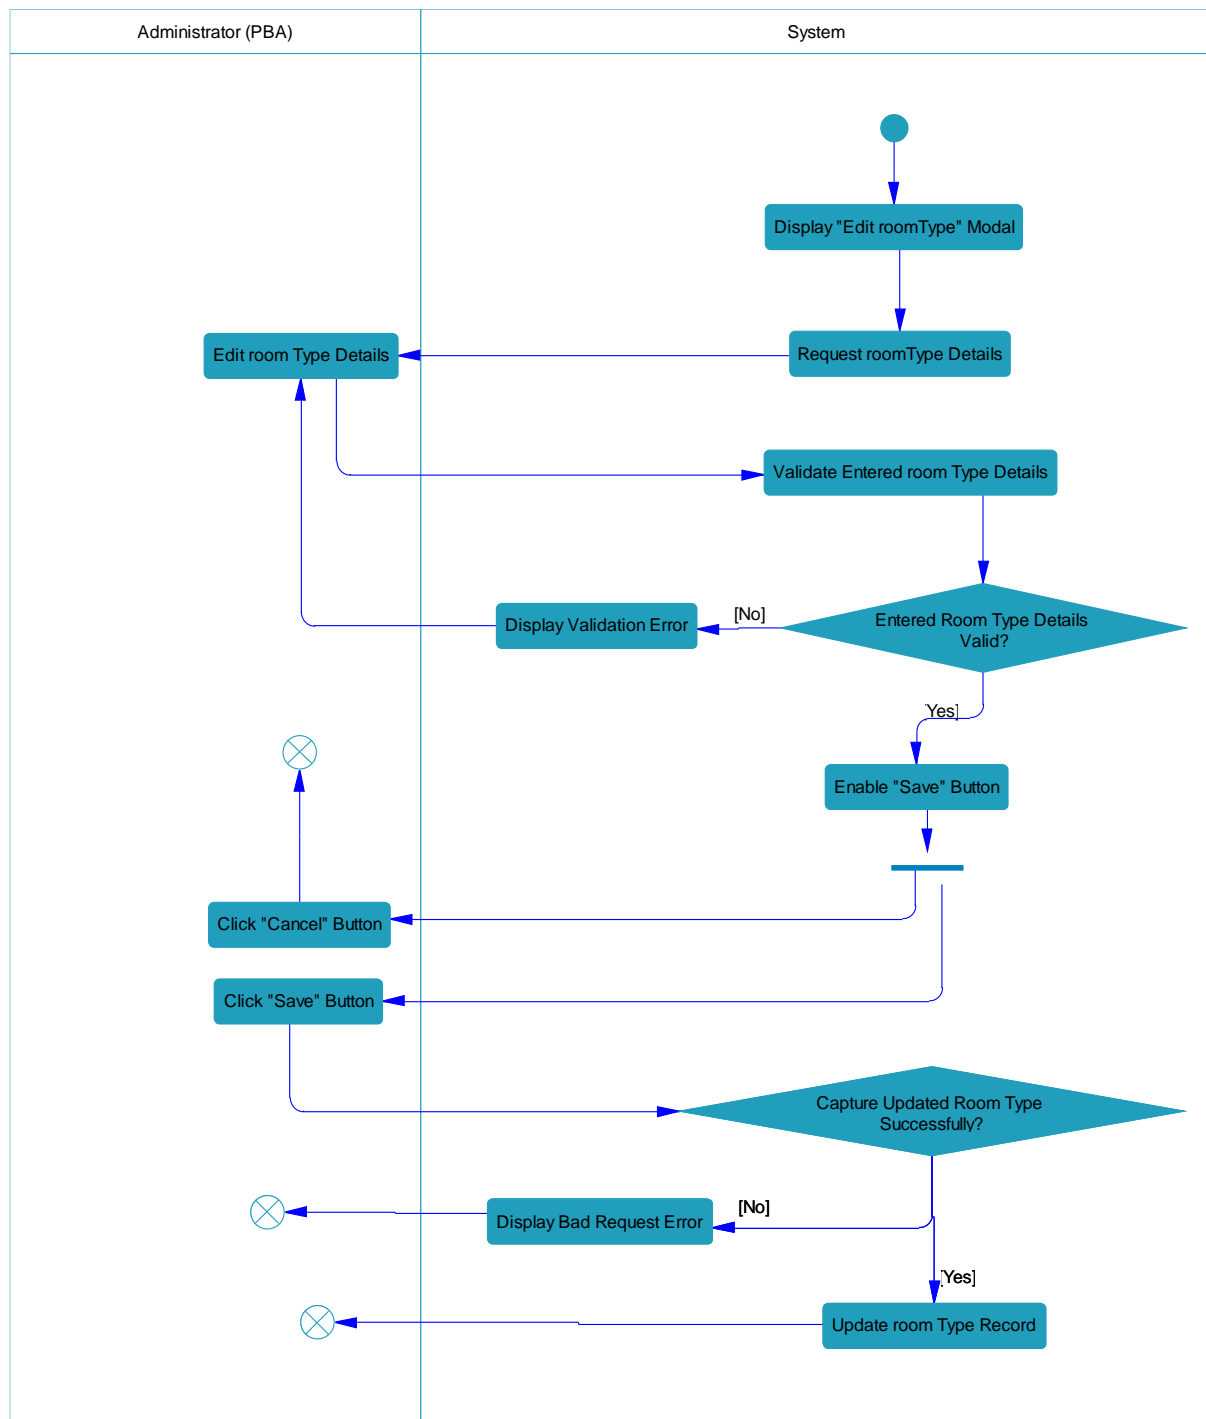 Administrator (PBA)
System
Display "Edit roomType" Modal
Edit room Type Details
Request roomType Details
Validate Entered room Type Details
[No]
Display Validation Error
Entered Room Type Details
Valid?
[Yes]
Enable "Save" Button
Click "Cancel" Button
Click "Save" Button
Capture Updated Room Type
Successfully?
[No]
Display Bad Request Error
[Yes]
Update room Type Record